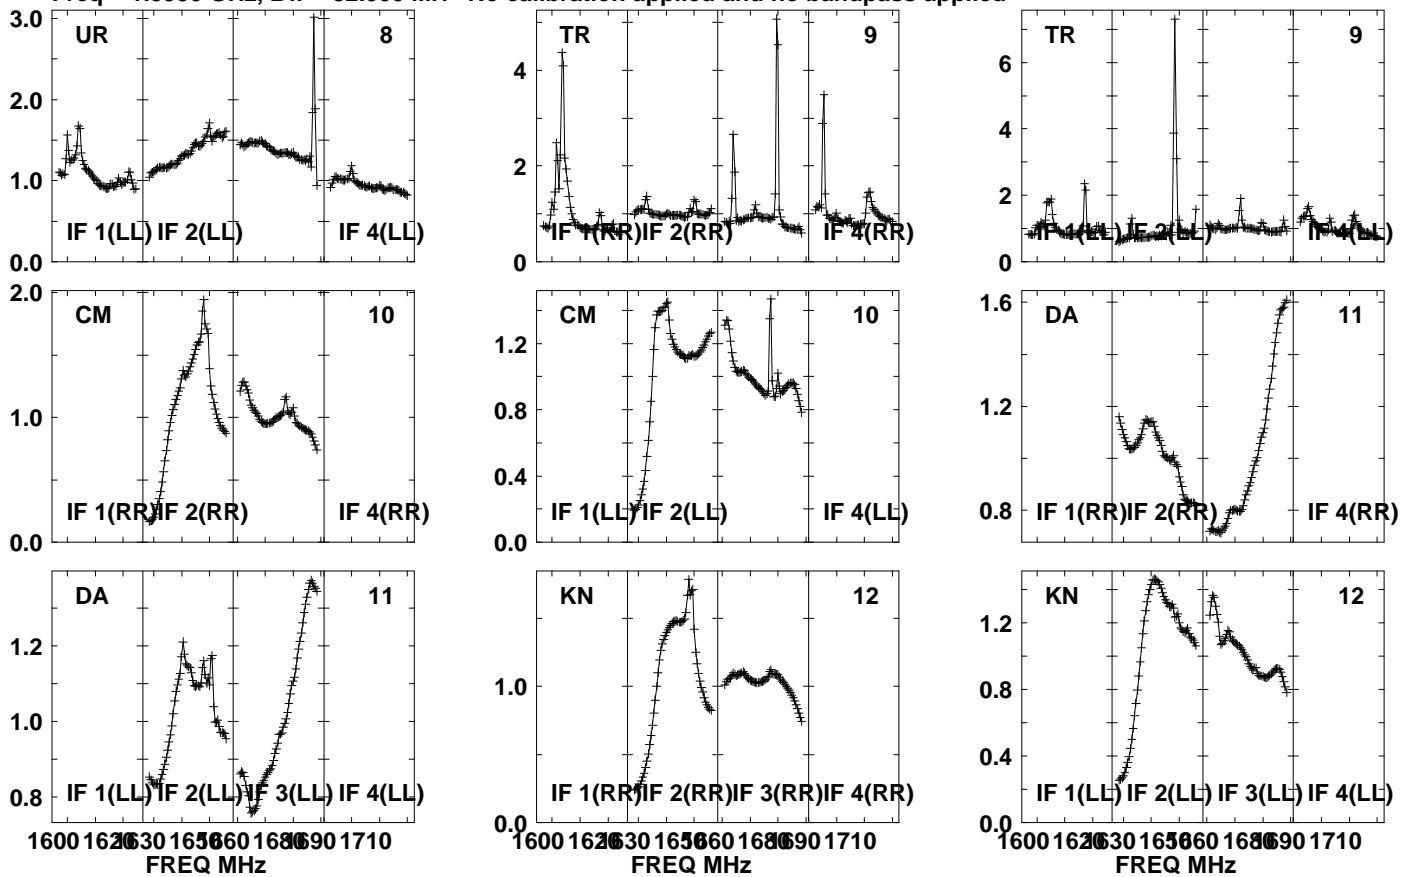 No calibration applied and no bandpass applied
3.0
2.0
1.0
0.0
UR 8
IF 1(LL) IF 2(LL) IF 4(LL)
4
2
0
TR 9
IF 1(RR) IF 2(RR) IF 4(RR)
6
4
2
0
TR 9
IF 1(LL) IF 2(LL) IF 4(LL)
2.0
1.0
0.0
CM 10
IF 1(RR) IF 2(RR) IF 4(RR)
1.2
0.8
0.4
0.0
CM 10
IF 1(LL) IF 2(LL) IF 4(LL)
1.6
1.2
0.8
DA 11
IF 1(RR) IF 2(RR) IF 4(RR)
1.2
1.0
0.8
DA 11
IF 1(LL) IF 2(LL) IF 3(LL) IF 4(LL)
1600 1620 1630 1650 1660 1680 1690 1710
FREQ MHz
1.0
0.0
KN 12
IF 1(RR) IF 2(RR) IF 3(RR) IF 4(RR)
1600 1620 1630 1650 1660 1680 1690 1710
FREQ MHz
1.2
0.8
0.4
0.0
KN 12
IF 1(LL) IF 2(LL) IF 3(LL) IF 4(LL)
1600 1620 1630 1650 1660 1680 1690 1710
FREQ MHz